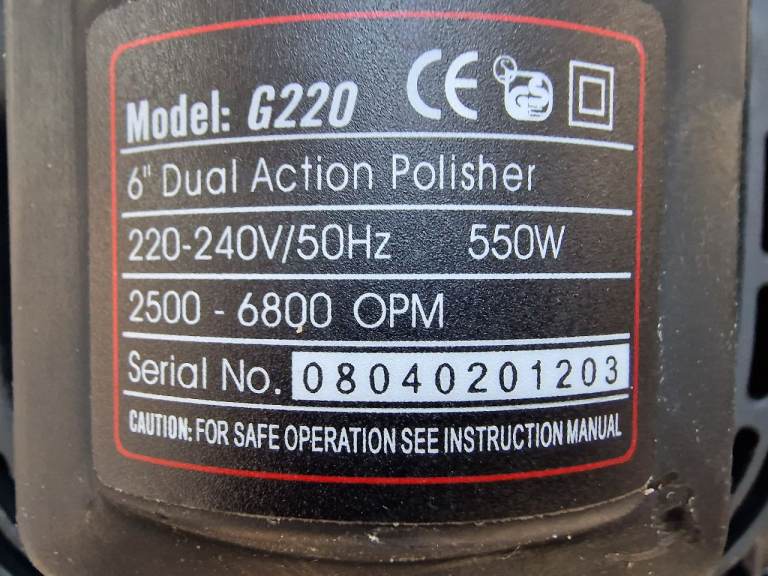 Model: G220 CE GS
6" Dual Action Polisher
220-240V/50Hz 550W
2500 - 6800 OPM
Serial No. 08040201203
CAUTION: FOR SAFE OPERATION SEE INSTRUCTION MANUAL